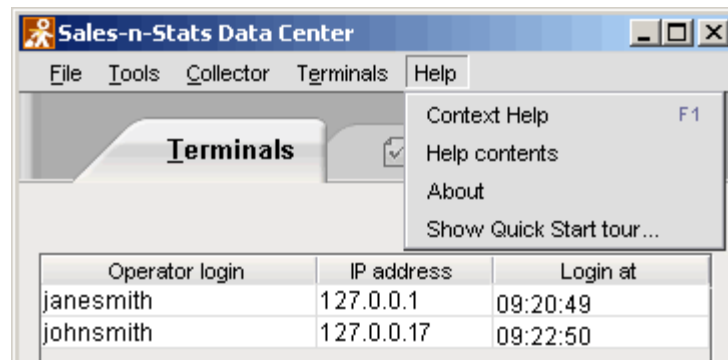 Sales-n-Stats Data Center
File Tools Collector Terminals Help
Context Help F1
Terminals
Help contents
About
Show Quick Start tour...
Operator login IP address Login at
janesmith 127.0.0.1 09:20:49
johnsmith 127.0.0.17 09:22:50